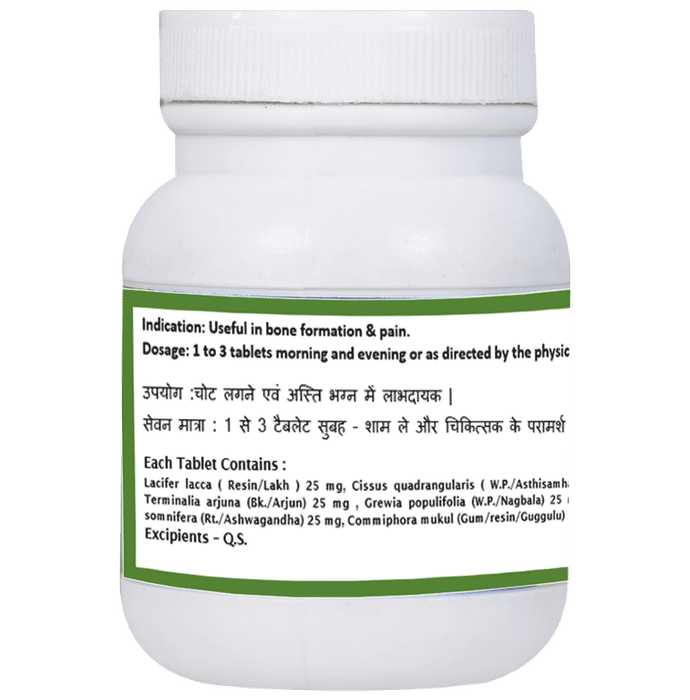 Indication: Useful in bone formation & pain.
Dosage: 1 to 3 tablets morning and evening or as directed by the physic
उपयोग :चोट लगने एवं अस्ति भग्न में लाभदायक |
सेवन मात्रा : 1 से 3 टैबलेट सुबह - शाम ले और चिकित्सक के परामर्श
Each Tablet Contains :
Lacifer lacca ( Resin/Lakh ) 25 mg, Cissus quadrangularis ( W.P./Asthisamha
Terminalia arjuna (Bk./Arjun) 25 mg , Grewia populifolia (W.P./Nagbala) 25
somnifera (Rt./Ashwagandha) 25 mg, Commiphora mukul (Gum/resin/Guggulu)
Excipients - Q.S.